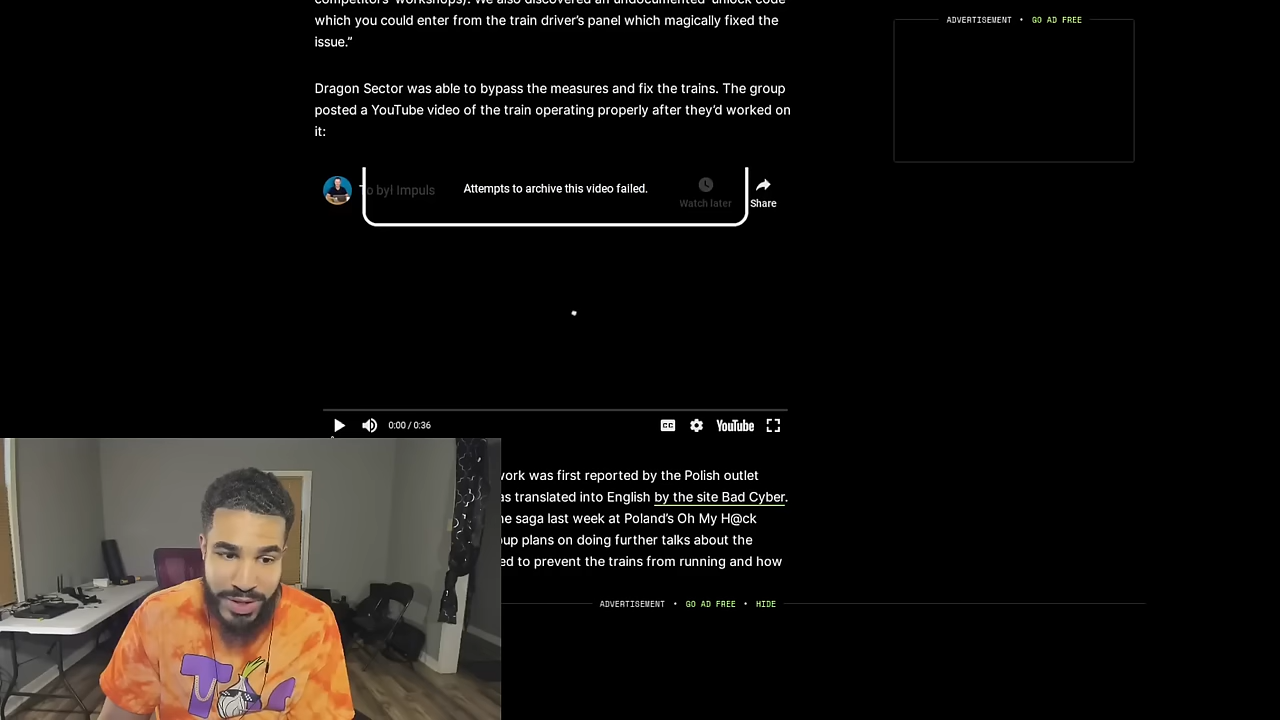 competitors' workshops). We also discovered an undocumented 'unlock code'
which you could enter from the train driver's panel which magically fixed the
issue."
Dragon Sector was able to bypass the measures and fix the trains. The group
posted a YouTube video of the train operating properly after they'd worked on
it:
To był Impuls
Attempts to archive this video failed.
Watch later
Share
0:00 / 0:36
CC
YouTube
work was first reported by the Polish outlet
as translated into English by the site Bad Cyber.
he saga last week at Poland's Oh My H@ck
oup plans on doing further talks about the
ed to prevent the trains from running and how
ADVERTISEMENT • GO AD FREE • HIDE
ADVERTISEMENT • GO AD FREE